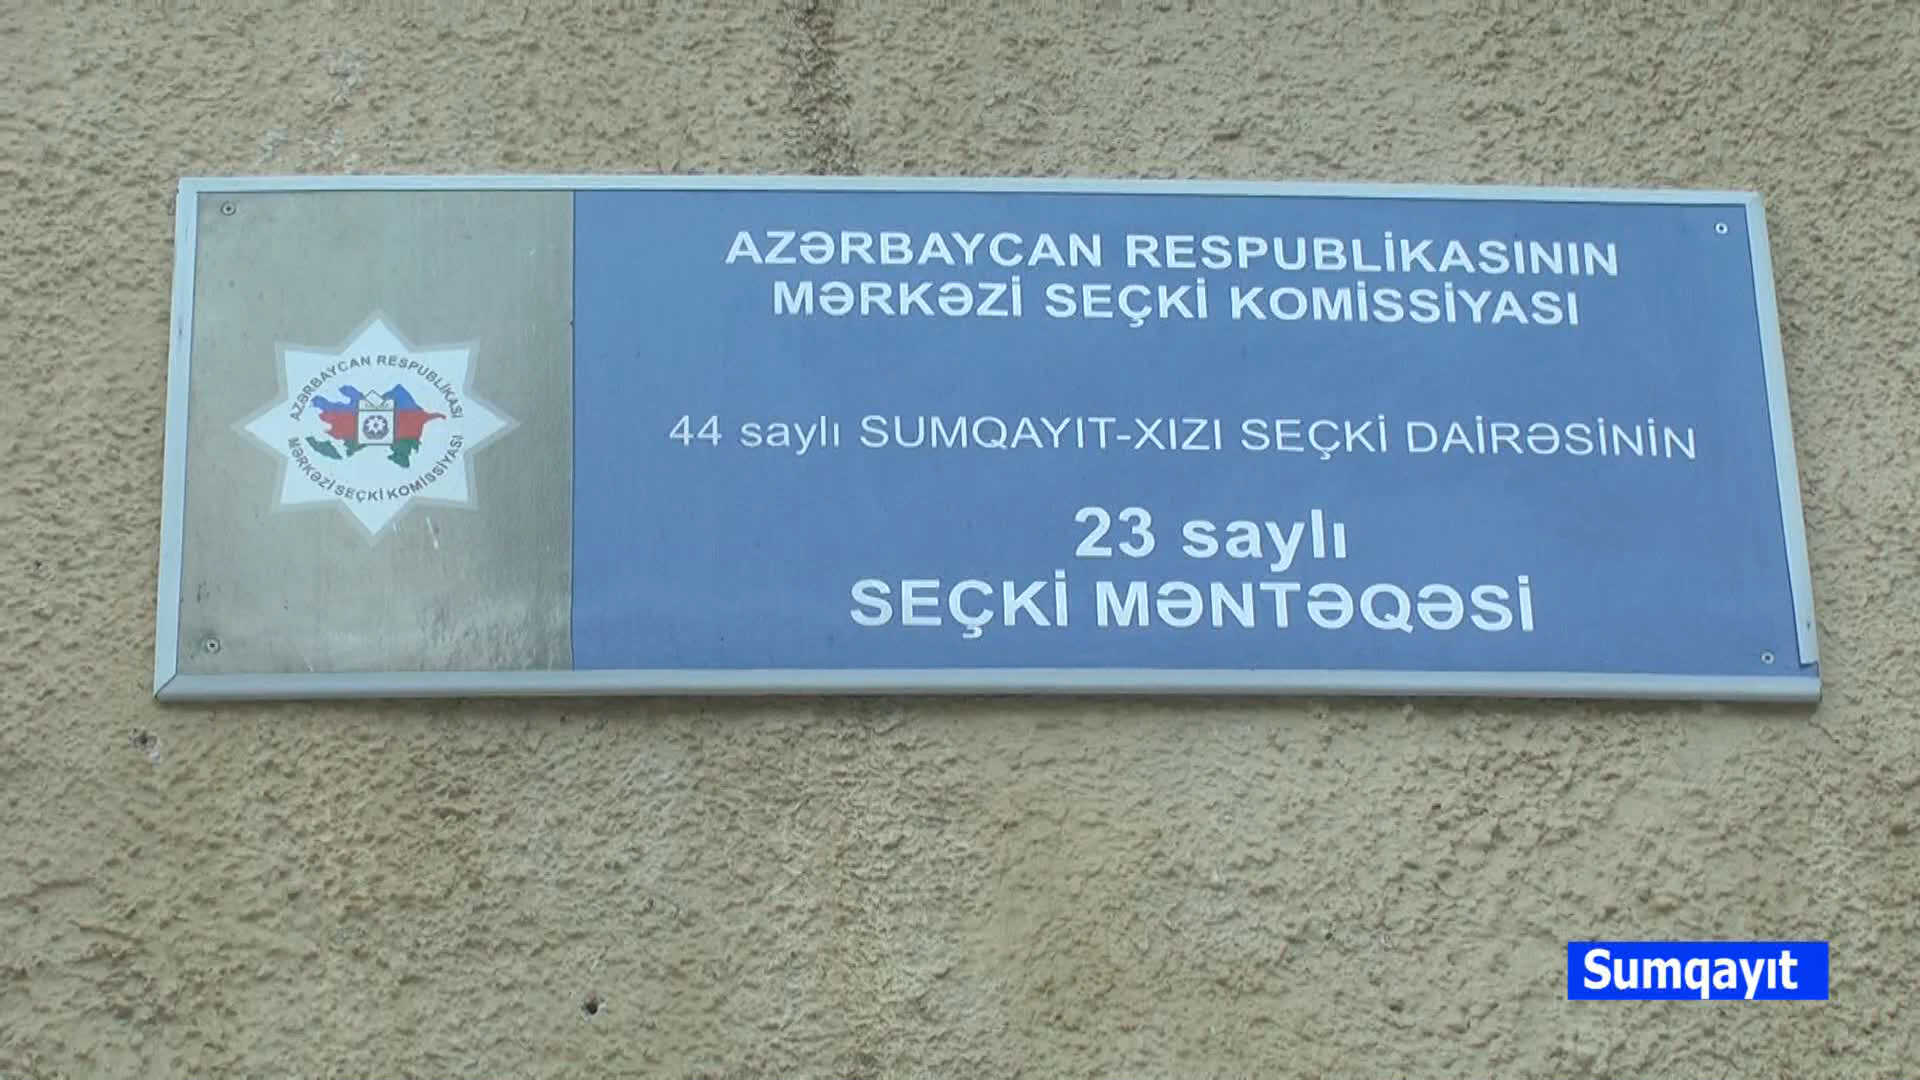 AZƏRBAYCAN RESPUBLİKASI
MƏRKƏZİ SEÇKİ KOMİSSİYASI
AZƏRBAYCAN RESPUBLİKASININ
MƏRKƏZİ SEÇKİ KOMİSSİYASI
44 saylı SUMQAYIT-XIZI SEÇKİ DAİRƏSİNİN
23 saylı
SEÇKİ MƏNTƏQƏSİ
Sumqayıt